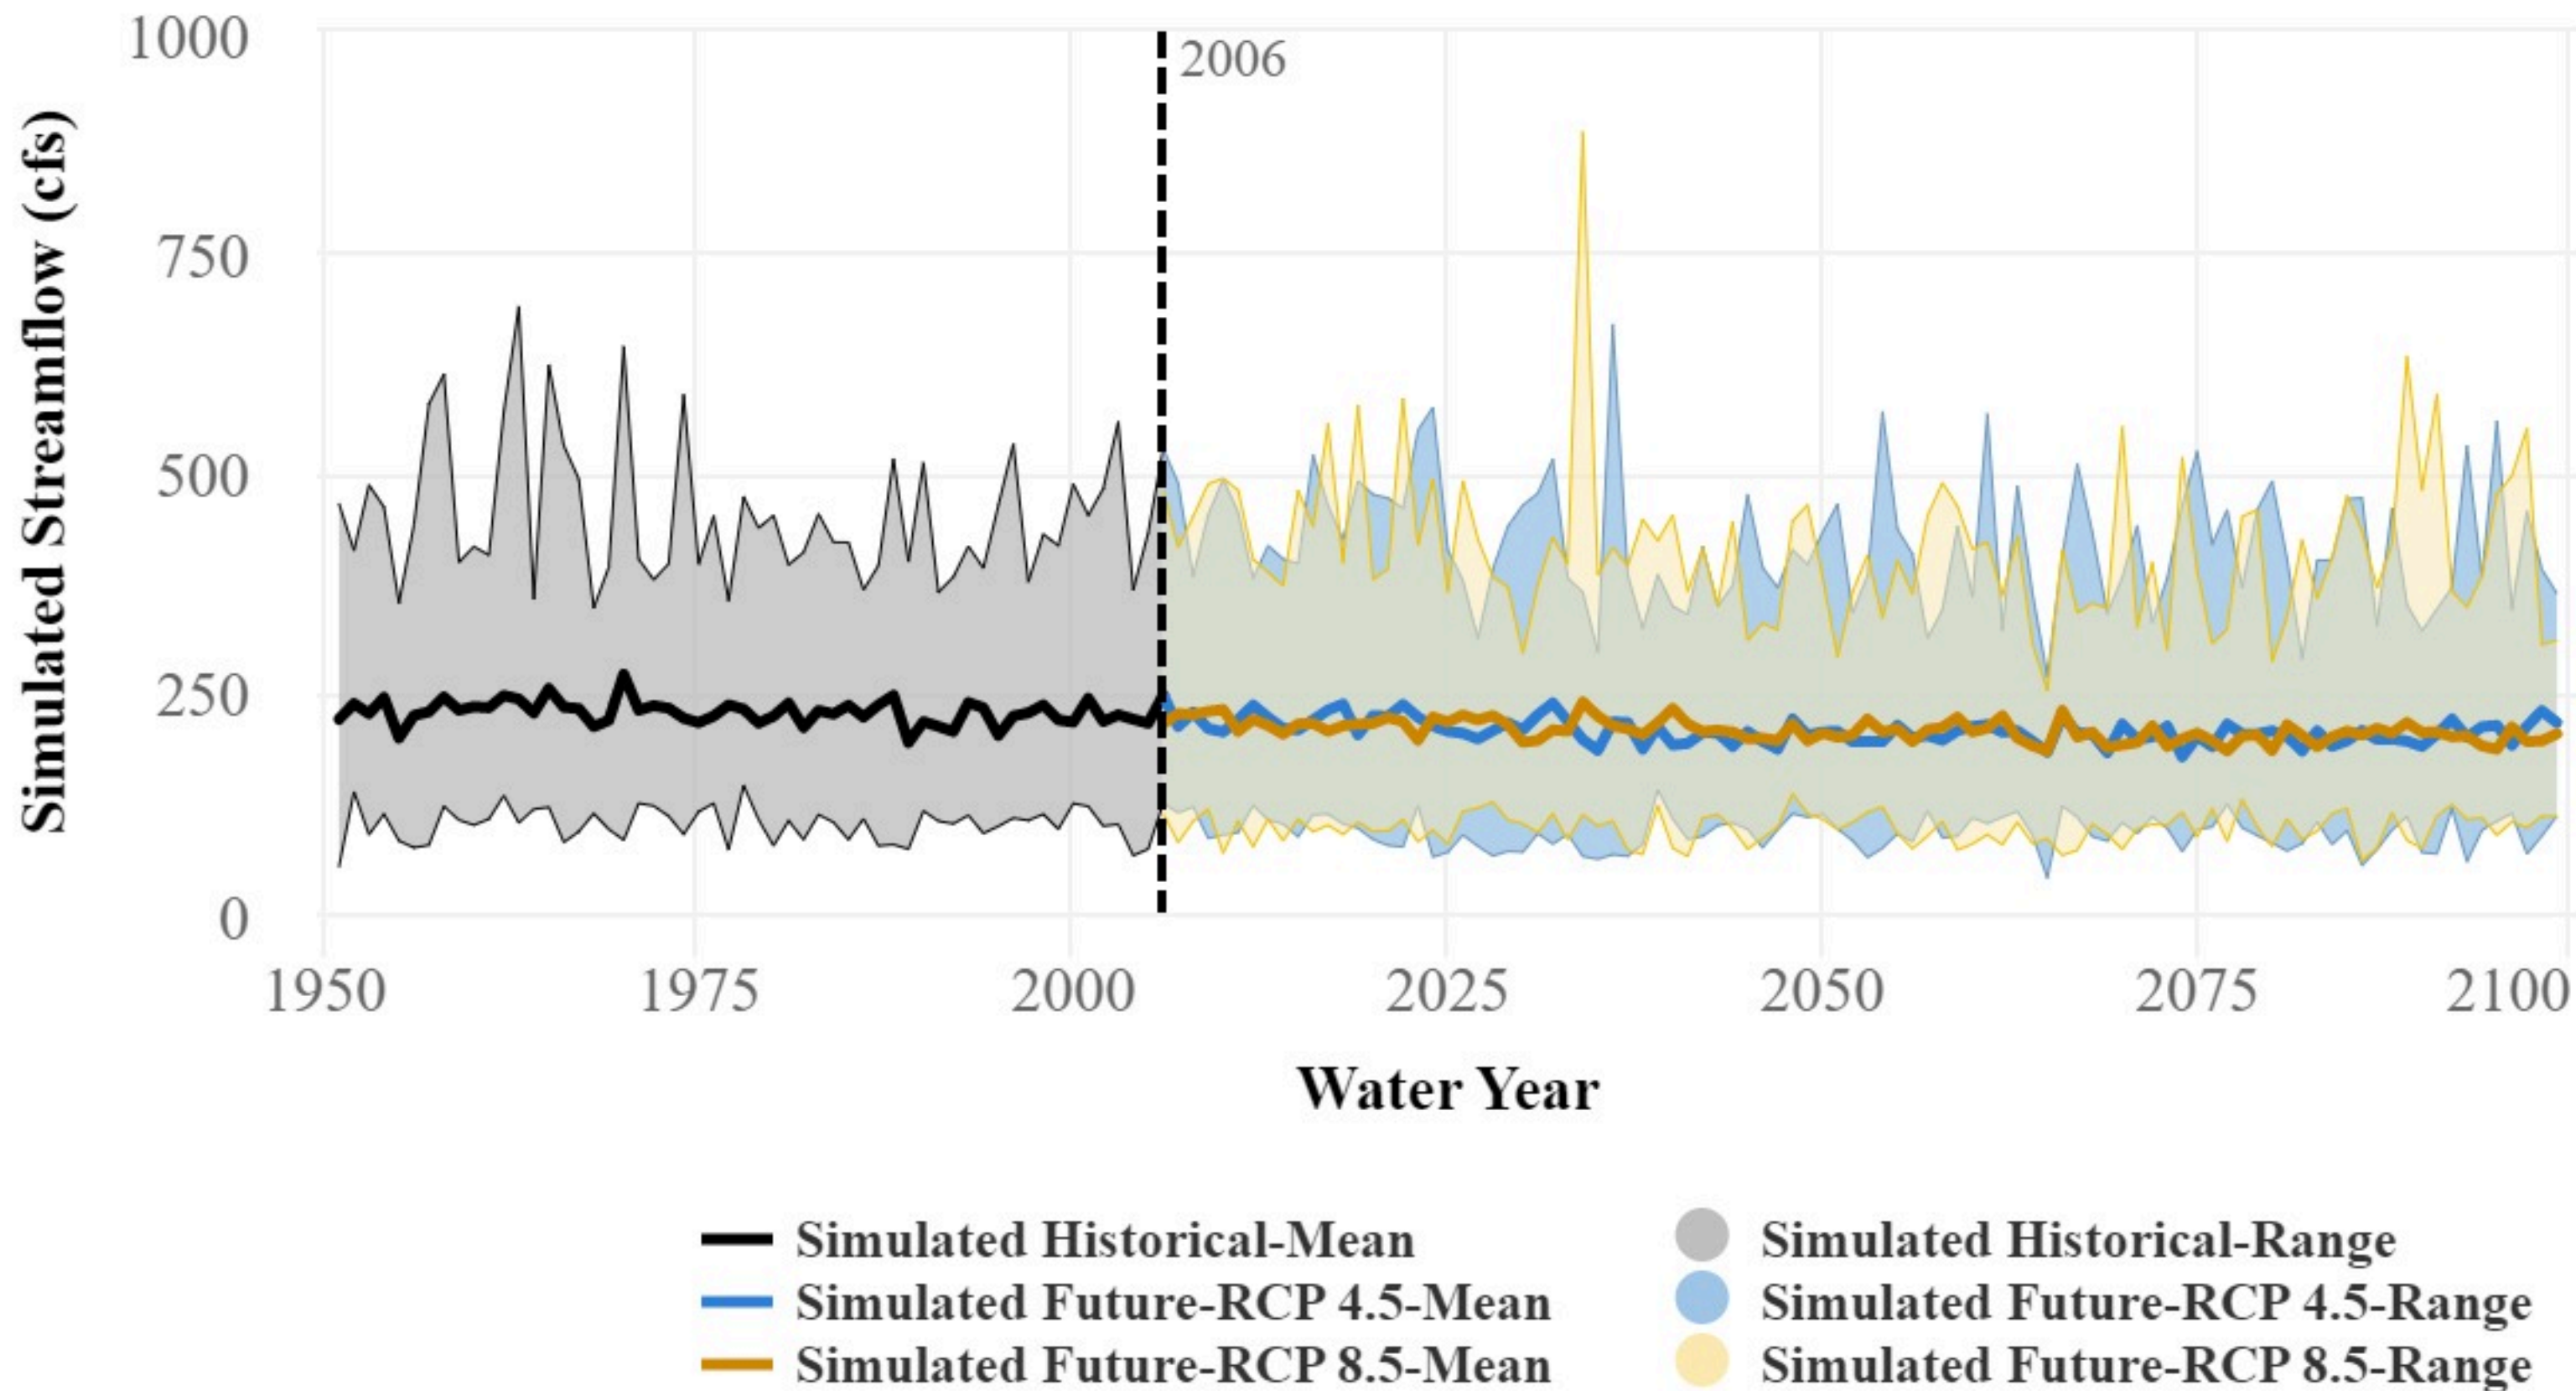 1000
2006
750
500
250
0
Simulated Streamflow (cfs)
1950 1975 2000 2025 2050 2075 2100
Water Year
Simulated Historical-Mean Simulated Historical-Range
Simulated Future-RCP 4.5-Mean Simulated Future-RCP 4.5-Range
Simulated Future-RCP 8.5-Mean Simulated Future-RCP 8.5-Range